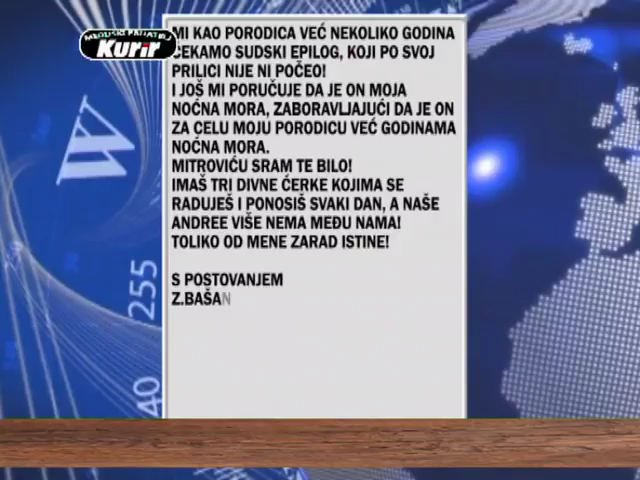 MEDIJSKI PRIJATELJ
Kurir
MI KAO PORODICA VEĆ NEKOLIKO GODINA
ČEKAMO SUDSKI EPILOG, KOJI PO SVOJ
PRILICI NIJE NI POČEO!
I JOŠ MI PORUČUJE DA JE ON MOJA
NOĆNA MORA, ZABORAVLJAJUĆI DA JE ON
ZA CELU MOJU PORODICU VEĆ GODINAMA
NOĆNA MORA.
MITROVIĆU SRAM TE BILO!
IMAŠ TRI DIVNE ĆERKE KOJIMA SE
RADUJEŠ I PONOSIŠ SVAKI DAN, A NAŠE
ANDREE VIŠE NEMA MEĐU NAMA!
TOLIKO OD MENE ZARAD ISTINE!
S POSTOVANJEM
Z.BAŠAN
W
255
40